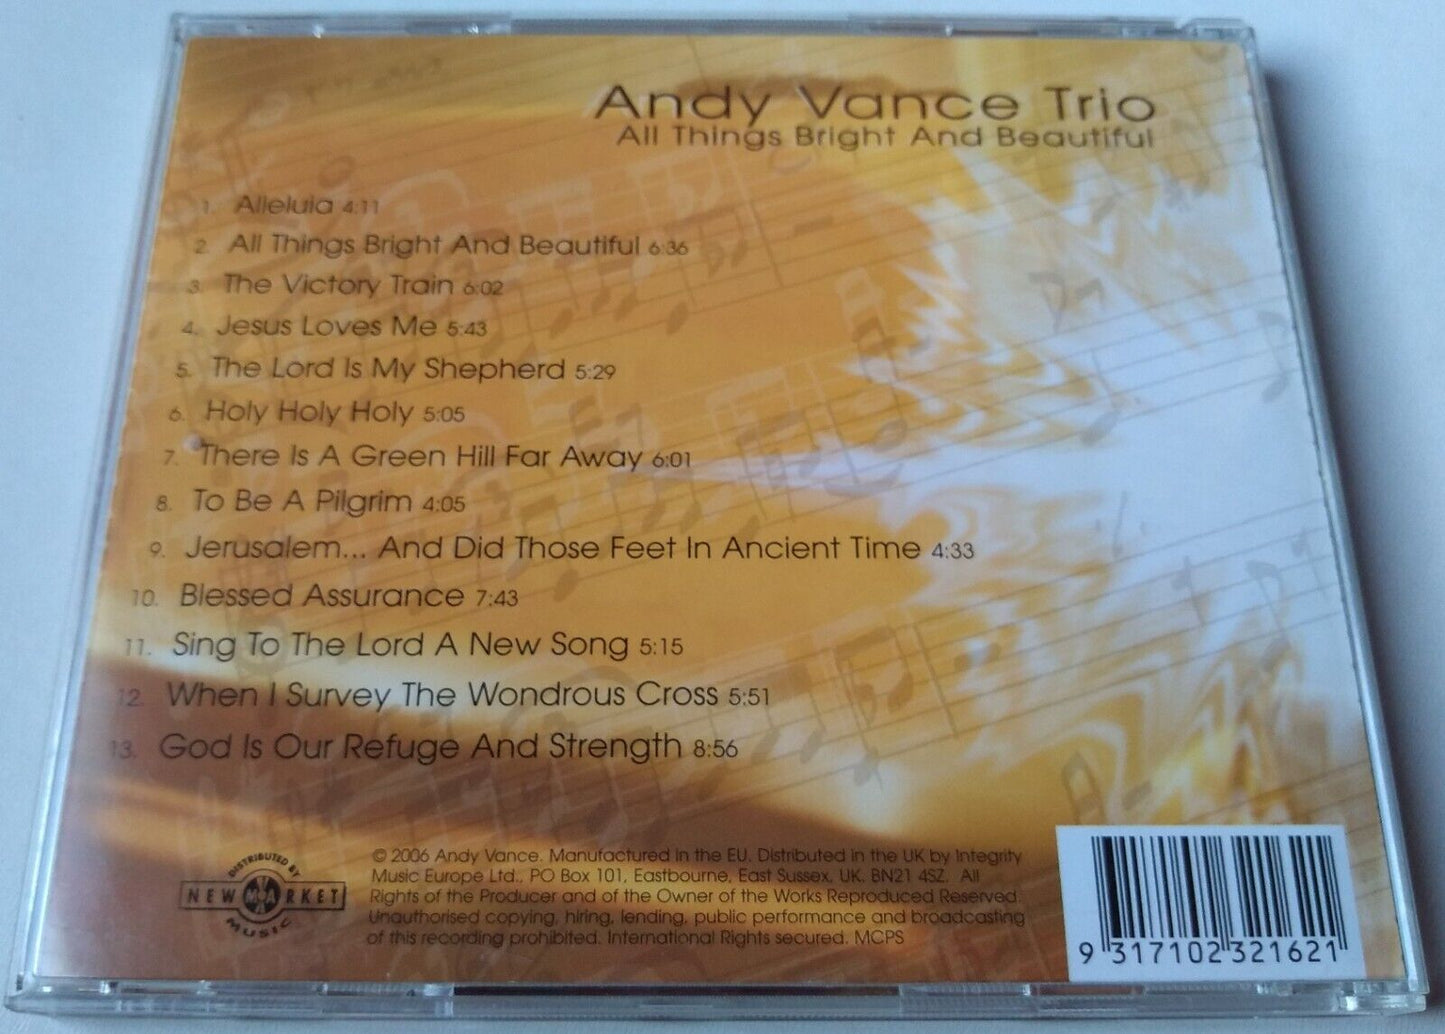 Andy Vance Trio
All Things Bright And Beautiful
1. Alleluia 4:11
2. All Things Bright And Beautiful 6:36
3. The Victory Train 6:02
4. Jesus Loves Me 5:43
5. The Lord Is My Shepherd 5:29
6. Holy Holy Holy 5:05
7. There Is A Green Hill Far Away 6:01
8. To Be A Pilgrim 4:05
9. Jerusalem... And Did Those Feet In Ancient Time 4:33
10. Blessed Assurance 7:43
11. Sing To The Lord A New Song 5:15
12. When I Survey The Wondrous Cross 5:51
13. God Is Our Refuge And Strength 8:56
DISTRIBUTED BY
NEW MARKET
MUSIC
© 2006 Andy Vance. Manufactured in the EU. Distributed in the UK by Integrity
Music Europe Ltd., PO Box 101, Eastbourne, East Sussex, UK. BN21 4SZ. All
Rights of the Producer and of the Owner of the Works Reproduced Reserved.
Unauthorised copying, hiring, lending, public performance and broadcasting
of this recording prohibited. International Rights secured. MCPS
9 317102 321621